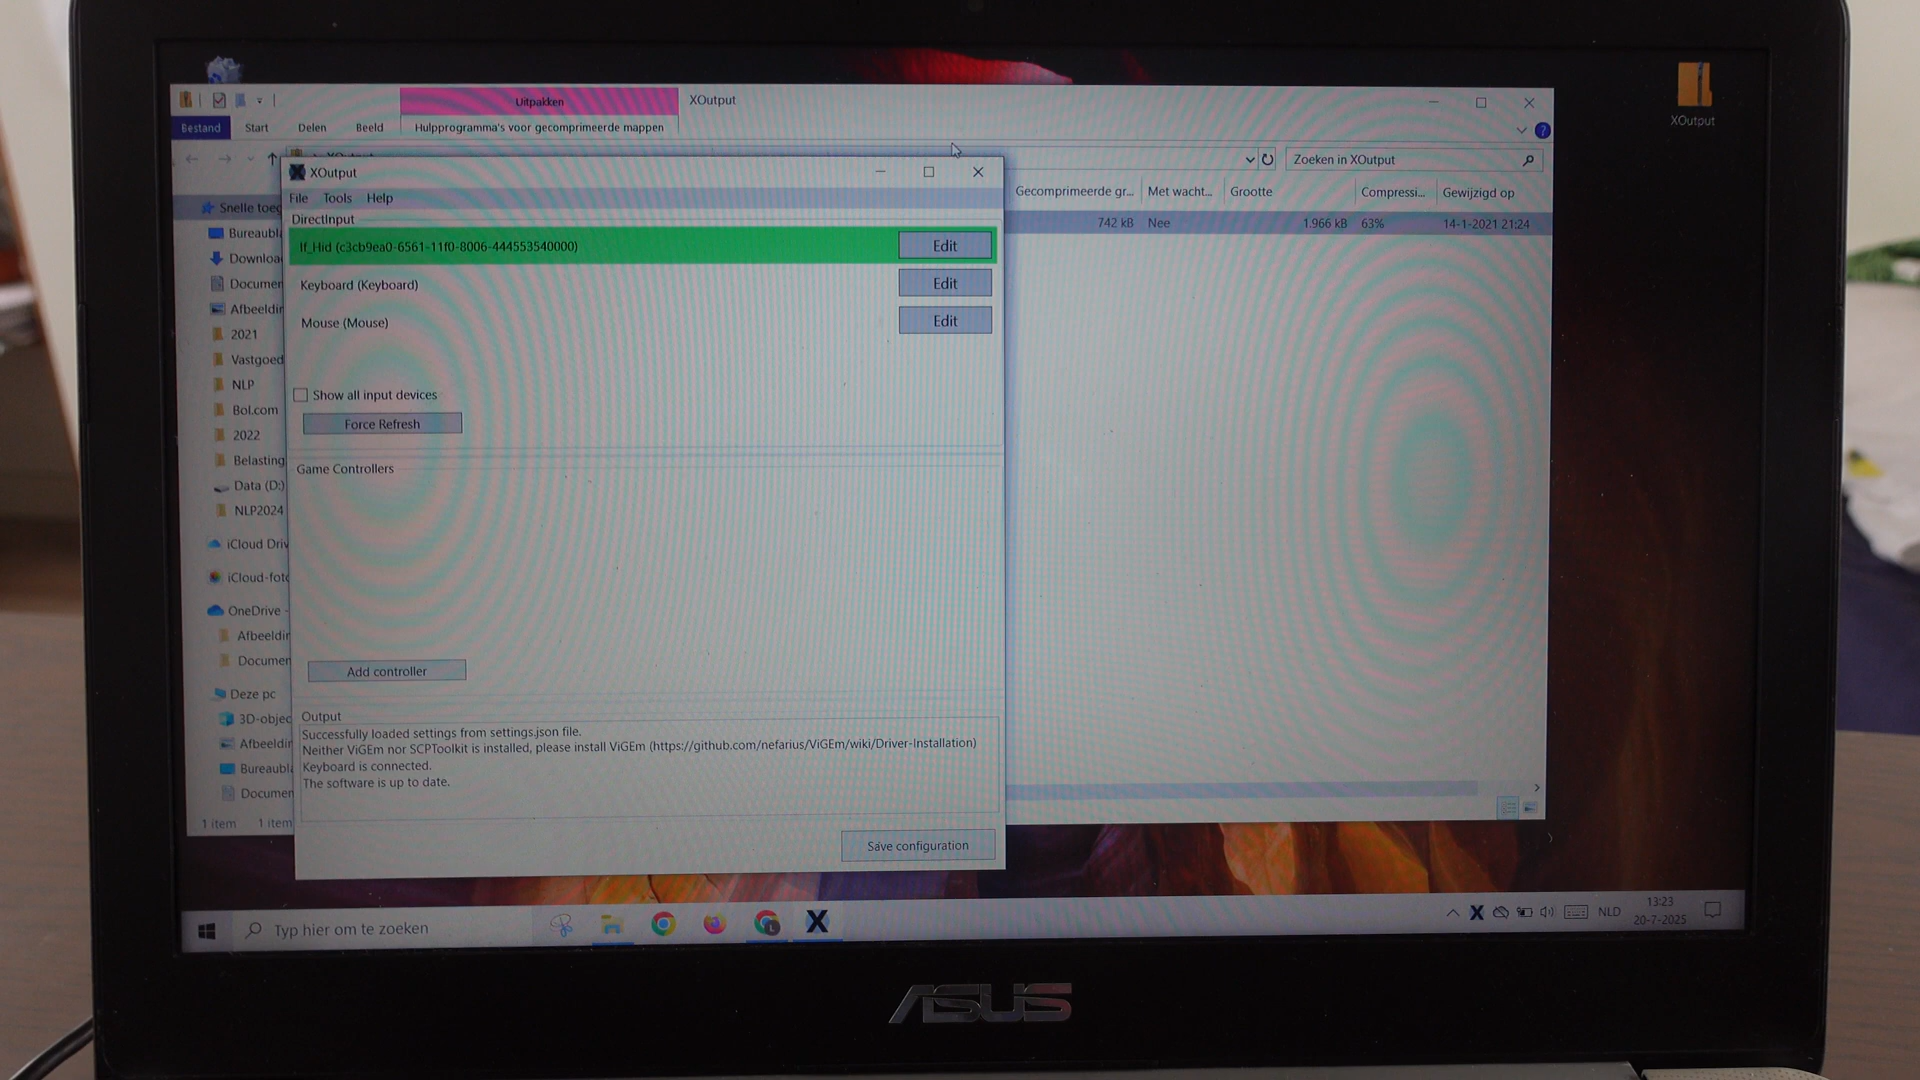 Uitpakken
XOutput
Bestand
Start
Delen
Beeld
Hulpprogramma's voor gecomprimeerde mappen
Zoeken in XOutput
Gecomprimeerde gr...
Met wacht...
Grootte
Compressi...
Gewijzigd op
742 kB
Nee
1.966 kB
63%
14-1-2021 21:24
Snelle toeg
Bureaubl
Downloa
Documen
Afbeeldin
2021
Vastgoed
NLP
Bol.com
2022
Belasting
Data (D:)
NLP2024
iCloud Driv
iCloud-foto
OneDrive -
Afbeeldin
Documen
Deze pc
3D-objec
Afbeeldin
Bureaubla
Documen
1 item
1 item
XOutput
File
Tools
Help
DirectInput
If_Hid (c3cb9ea0-6561-11f0-8006-444553540000)
Edit
Keyboard (Keyboard)
Edit
Mouse (Mouse)
Edit
Show all input devices
Force Refresh
Game Controllers
Add controller
Output
Successfully loaded settings from settings.json file.
Neither ViGEm nor SCPToolkit is installed, please install ViGEm (https://github.com/nefarius/ViGEm/wiki/Driver-Installation)
Keyboard is connected.
The software is up to date.
Save configuration
XOutput
Typ hier om te zoeken
NLD
13:23
20-7-2025
ASUS